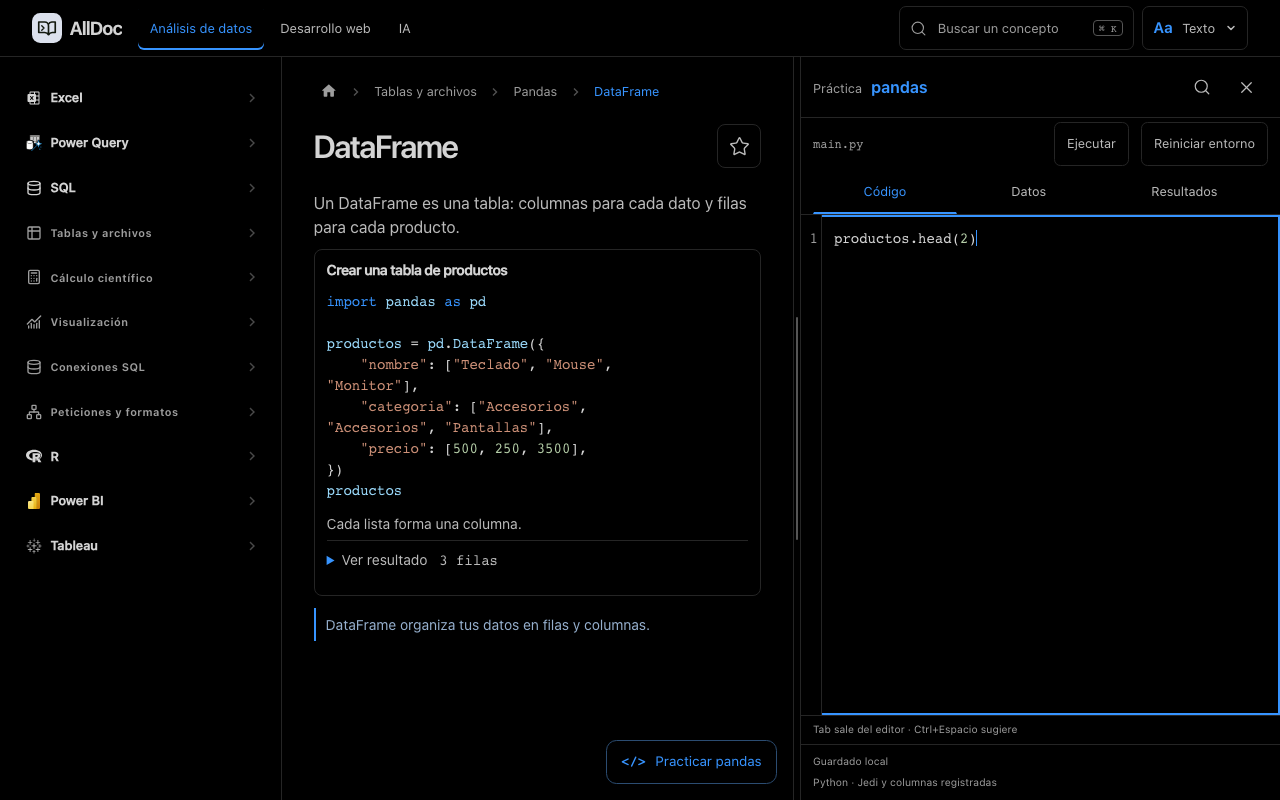 AllDoc
Análisis de datos
Desarrollo web
IA
Buscar un concepto
⌘ K
Aa Texto
Excel
Power Query
SQL
Tablas y archivos
Cálculo científico
Visualización
Conexiones SQL
Peticiones y formatos
R
Power BI
Tableau
Tablas y archivos
Pandas
DataFrame
DataFrame
Un DataFrame es una tabla: columnas para cada dato y filas
para cada producto.
Crear una tabla de productos
import pandas as pd
productos = pd.DataFrame({
"nombre": ["Teclado", "Mouse",
"Monitor"],
"categoria": ["Accesorios",
"Accesorios", "Pantallas"],
"precio": [500, 250, 3500],
})
productos
Cada lista forma una columna.
Ver resultado 3 filas
DataFrame organiza tus datos en filas y columnas.
</> Practicar pandas
Práctica pandas
main.py
Ejecutar
Reiniciar entorno
Código
Datos
Resultados
1 productos.head(2)
Tab sale del editor · Ctrl+Espacio sugiere
Guardado local
Python · Jedi y columnas registradas